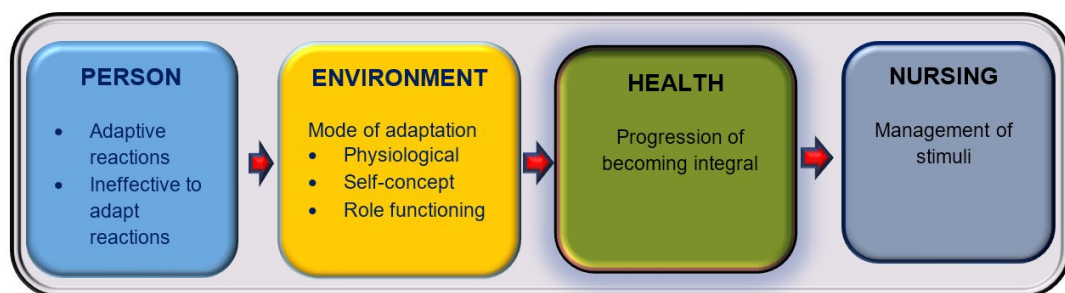 PERSON
• Adaptive
reactions
• Ineffective to
adapt
reactions
ENVIRONMENT
Mode of adaptation
• Physiological
• Self-concept
• Role functioning
HEALTH
Progression of
becoming integral
NURSING
Management of
stimuli